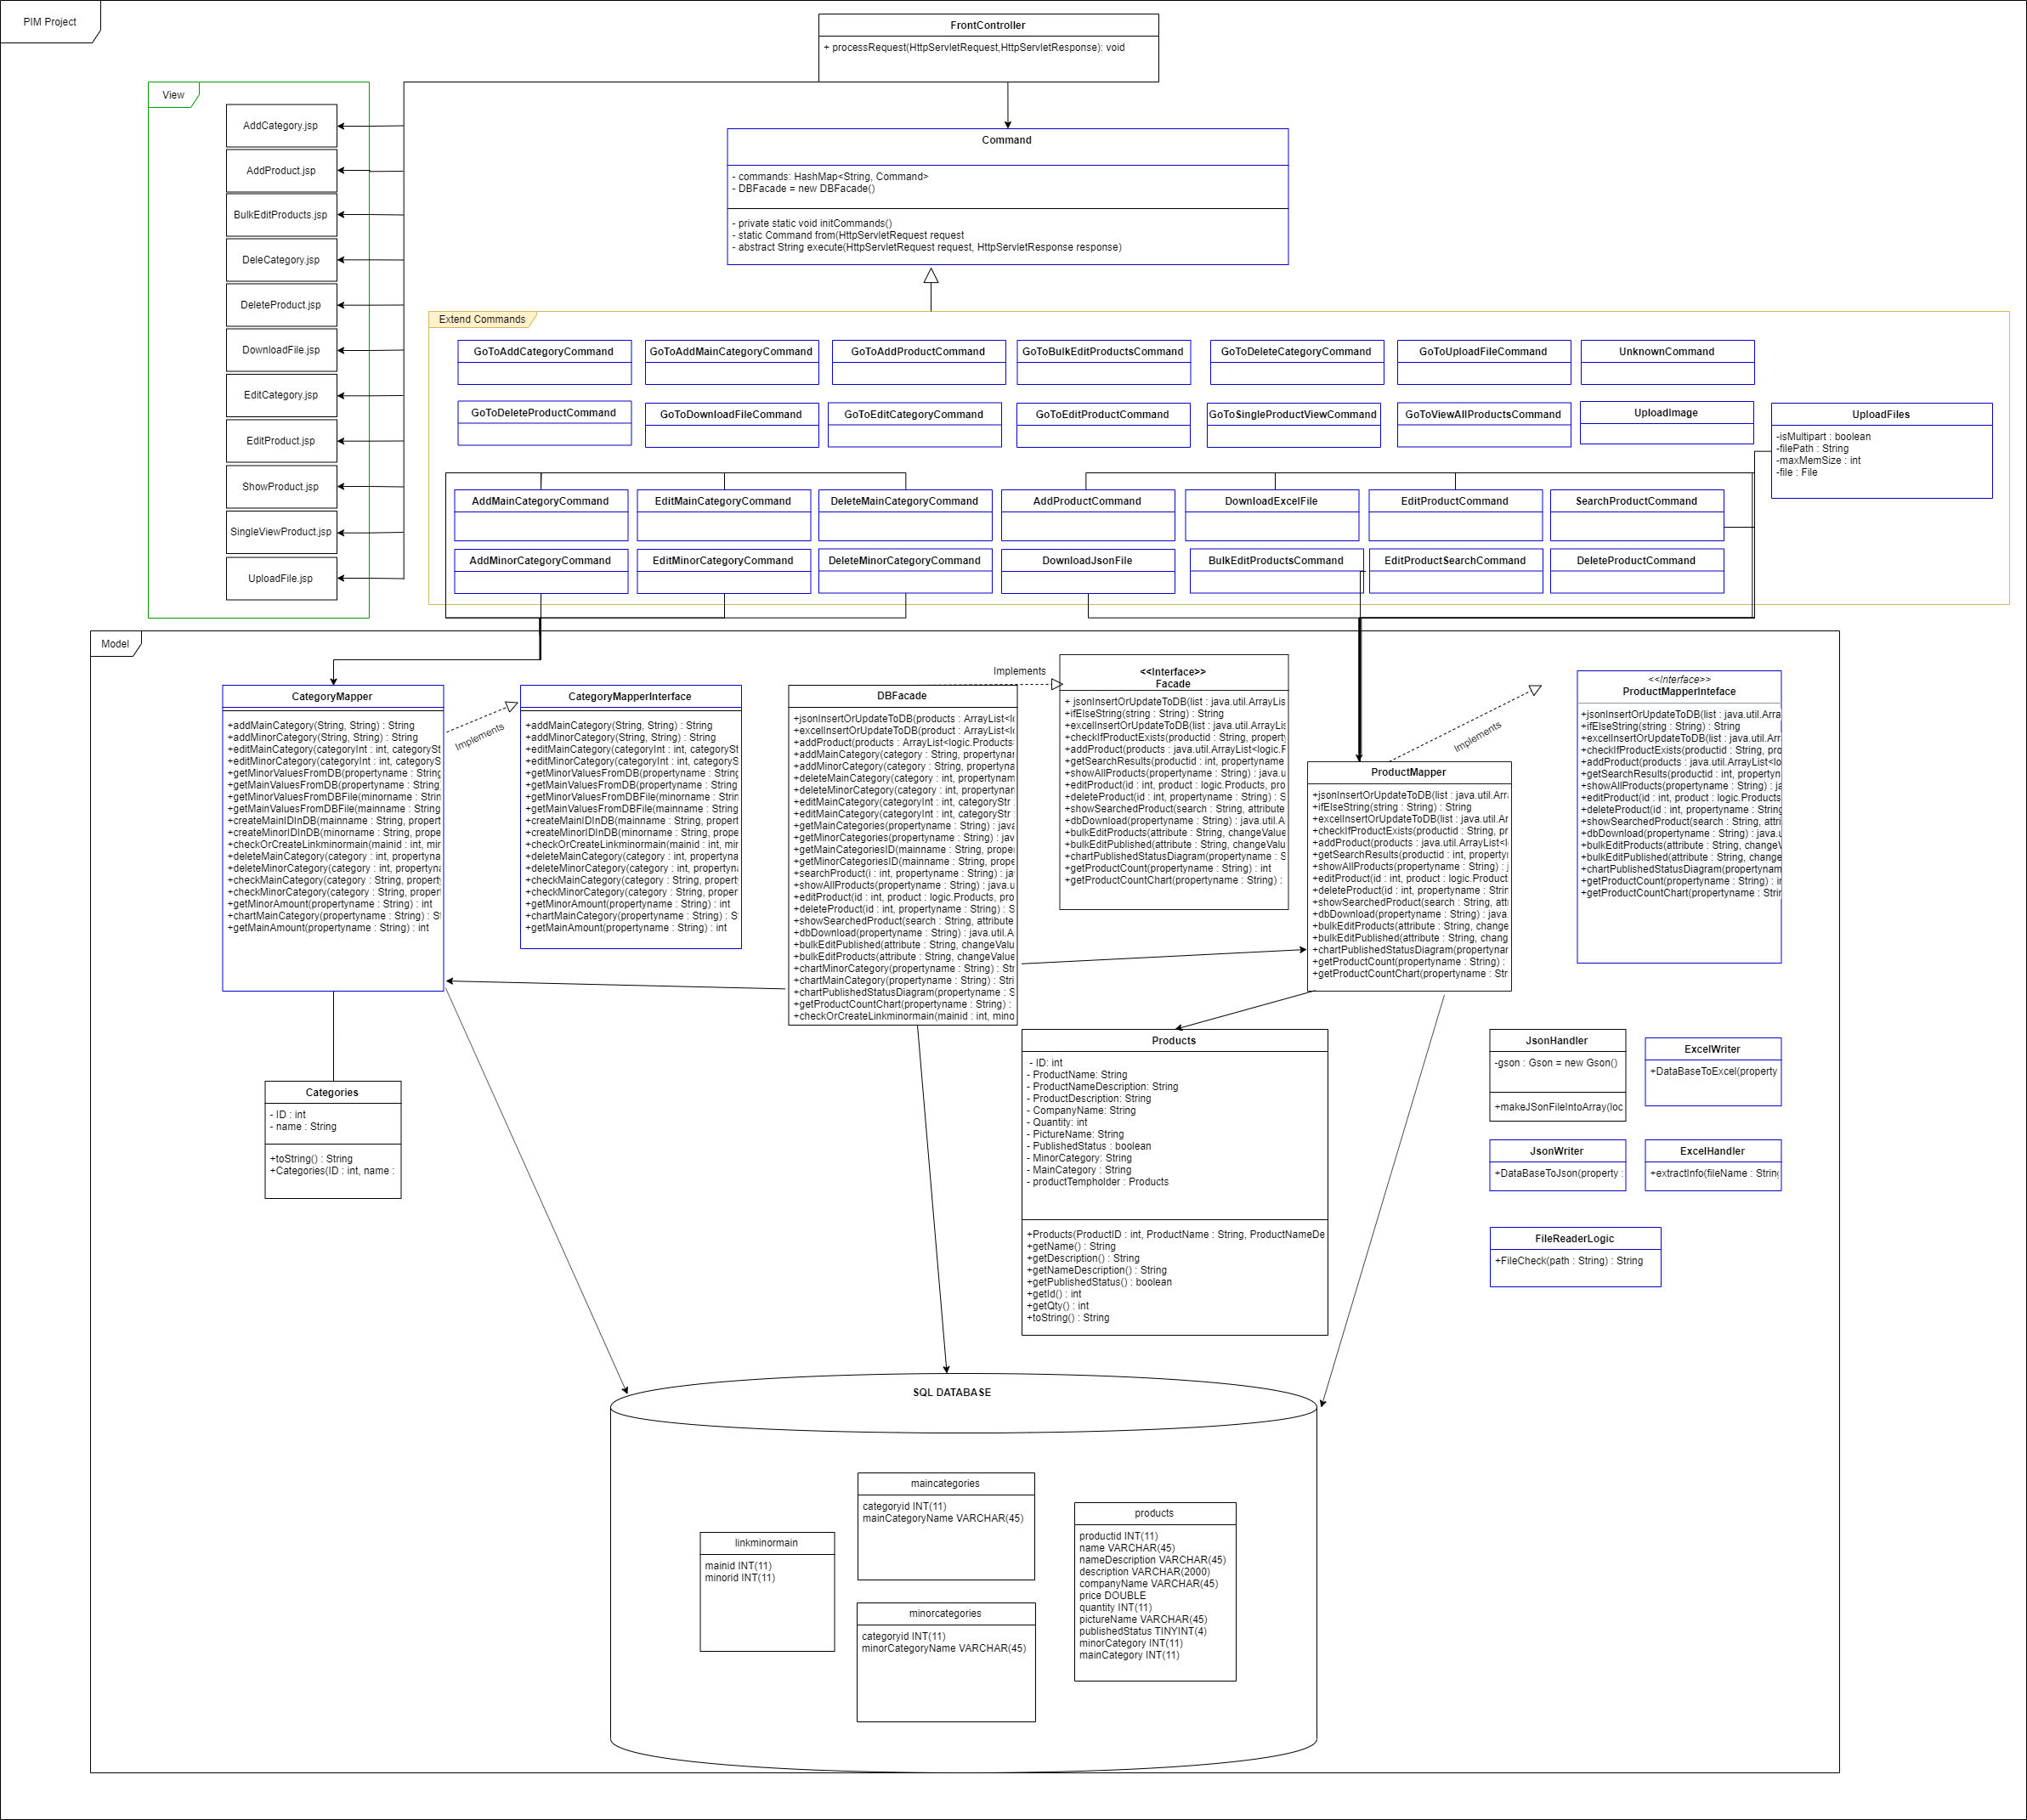 PIM Project
FrontController
+ processRequest(HttpServletRequest,HttpServletResponse): void
View
AddCategory.jsp
AddProduct.jsp
BulkEditProducts.jsp
DeleCategory.jsp
DeleteProduct.jsp
DownloadFile.jsp
EditCategory.jsp
EditProduct.jsp
ShowProduct.jsp
SingleViewProduct.jsp
UploadFile.jsp
Command
- commands: HashMap<String, Command>
- DBFacade = new DBFacade()
- private static void initCommands()
- static Command from(HttpServletRequest request
- abstract String execute(HttpServletRequest request, HttpServletResponse response)
Extend Commands
GoToAddCategoryCommand
GoToAddMainCategoryCommand
GoToAddProductCommand
GoToBulkEditProductsCommand
GoToDeleteCategoryCommand
GoToUploadFileCommand
UnknownCommand
GoToDeleteProductCommand
GoToDownloadFileCommand
GoToEditCategoryCommand
GoToEditProductCommand
GoToSingleProductViewCommand
GoToViewAllProductsCommand
UploadImage
UploadFiles
-isMultipart : boolean
-filePath : String
-maxMemSize : int
-file : File
AddMainCategoryCommand
EditMainCategoryCommand
DeleteMainCategoryCommand
AddProductCommand
DownloadExcelFile
EditProductCommand
SearchProductCommand
AddMinorCategoryCommand
EditMinorCategoryCommand
DeleteMinorCategoryCommand
DownloadJsonFile
BulkEditProductsCommand
EditProductSearchCommand
DeleteProductCommand
Model
CategoryMapper
+addMainCategory(String, String) : String
+addMinorCategory(String, String) : String
+editMainCategory(categoryInt : int, categorySt
+editMinorCategory(categoryInt : int, categoryS
+getMinorValuesFromDB(propertyname : String
+getMainValuesFromDB(propertyname : String
+getMinorValuesFromDBFile(minorname : Strin
+getMainValuesFromDBFile(mainname : String
+createMainIDInDB(mainname : String, proper
+createMinorIDInDB(minorname : String, prope
+checkOrCreateLinkminormain(mainid : int, mi
+deleteMainCategory(category : int, propertyna
+deleteMinorCategory(category : int, propertyna
+checkMainCategory(category : String, property
+checkMinorCategory(category : String, propert
+getMinorAmount(propertyname : String) : int
+chartMainCategory(propertyname : String) : St
+getMainAmount(propertyname : String) : int
Implements
CategoryMapperInterface
+addMainCategory(String, String) : String
+addMinorCategory(String, String) : String
+editMainCategory(categoryInt : int, categorySt
+editMinorCategory(categoryInt : int, categoryS
+getMinorValuesFromDB(propertyname : String
+getMainValuesFromDB(propertyname : String
+getMinorValuesFromDBFile(minorname : Strin
+getMainValuesFromDBFile(mainname : String
+createMainIDInDB(mainname : String, proper
+createMinorIDInDB(minorname : String, prope
+checkOrCreateLinkminormain(mainid : int, mi
+deleteMainCategory(category : int, propertyna
+deleteMinorCategory(category : int, propertyna
+checkMainCategory(category : String, property
+checkMinorCategory(category : String, propert
+getMinorAmount(propertyname : String) : int
+chartMainCategory(propertyname : String) : St
+getMainAmount(propertyname : String) : int
DBFacade
+jsonInsertOrUpdateToDB(products : ArrayList<lo
+excelInsertOrUpdateToDB(product : ArrayList<lo
+addProduct(products : ArrayList<logic.Products>
+addMainCategory(category : String, propertynam
+addMinorCategory(category : String, propertynam
+deleteMainCategory(category : int, propertynam
+deleteMinorCategory(category : int, propertynam
+editMainCategory(categoryInt : int, categoryStr :
+editMinorCategory(categoryInt : int, categoryStr
+getMainCategories(propertyname : String) : java
+getMinorCategories(propertyname : String) : jav
+getMainCategoriesID(mainname : String, proper
+getMinorCategoriesID(mainname : String, prope
+searchProduct(i : int, propertyname : String) : ja
+showAllProducts(propertyname : String) : java.u
+editProduct(id : int, product : logic.Products, pro
+deleteProduct(id : int, propertyname : String) : S
+showSearchedProduct(search : String, attribute
+dbDownload(propertyname : String) : java.util.A
+bulkEditPublished(attribute : String, changeValu
+bulkEditProducts(attribute : String, changeValue
+chartMinorCategory(propertyname : String) : Str
+chartMainCategory(propertyname : String) : Stri
+chartPublishedStatusDiagram(propertyname : S
+getProductCountChart(propertyname : String) :
+checkOrCreateLinkminormain(mainid : int, mino
Implements
<<Interface>>
Facade
+ jsonInsertOrUpdateToDB(list : java.util.ArrayLis
+ifElseString(string : String) : String
+excelInsertOrUpdateToDB(list : java.util.ArrayLis
+checkIfProductExists(productid : String, propert
+addProduct(products : java.util.ArrayList<logic.P
+getSearchResults(productid : int, propertyname
+showAllProducts(propertyname : String) : java.u
+editProduct(id : int, product : logic.Products, pro
+deleteProduct(id : int, propertyname : String) : S
+showSearchedProduct(search : String, attribute
+dbDownload(propertyname : String) : java.util.A
+bulkEditProducts(attribute : String, changeValue
+bulkEditPublished(attribute : String, changeValu
+chartPublishedStatusDiagram(propertyname : S
+getProductCount(propertyname : String) : int
+getProductCountChart(propertyname : String) :
ProductMapper
+jsonInsertOrUpdateToDB(list : java.util.Arr
+ifElseString(string : String) : String
+excelInsertOrUpdateToDB(list : java.util.Ar
+checkIfProductExists(productid : String, pr
+addProduct(products : java.util.ArrayList<lo
+getSearchResults(productid : int, propertyn
+showAllProducts(propertyname : String) : j
+editProduct(id : int, product : logic.Product
+deleteProduct(id : int, propertyname : Strin
+showSearchedProduct(search : String, attr
+dbDownload(propertyname : String) : java.
+bulkEditProducts(attribute : String, change
+bulkEditPublished(attribute : String, chang
+chartPublishedStatusDiagram(propertynar
+getProductCount(propertyname : String) :
+getProductCountChart(propertyname : Str
Implements
<<Interface>>
ProductMapperInteface
+jsonInsertOrUpdateToDB(list : java.util.Arra
+ifElseString(string : String) : String
+excelInsertOrUpdateToDB(list : java.util.Arr
+checkIfProductExists(productid : String, pro
+addProduct(products : java.util.ArrayList<lo
+getSearchResults(productid : int, propertyn
+showAllProducts(propertyname : String) : ja
+editProduct(id : int, product : logic.Products
+deleteProduct(id : int, propertyname : String
+showSearchedProduct(search : String, attri
+dbDownload(propertyname : String) : java.u
+bulkEditProducts(attribute : String, changeV
+bulkEditPublished(attribute : String, change
+chartPublishedStatusDiagram(propertynam
+getProductCount(propertyname : String) : in
+getProductCountChart(propertyname : Strin
Categories
- ID : int
- name : String
+toString() : String
+Categories(ID : int, name :
Products
- ID: int
- ProductName: String
- ProductNameDescription: String
- ProductDescription: String
- CompanyName: String
- Quantity: int
- PictureName: String
- PublishedStatus : boolean
- MinorCategory: String
- MainCategory : String
- productTempholder : Products
+Products(ProductID : int, ProductName : String, ProductNameDe
+getName() : String
+getDescription() : String
+getNameDescription() : String
+getPublishedStatus() : boolean
+getId() : int
+getQty() : int
+toString() : String
JsonHandler
-gson : Gson = new Gson()
+makeJSonFileIntoArray(loc
ExcelWriter
+DataBaseToExcel(property
JsonWriter
+DataBaseToJson(property :
ExcelHandler
+extractInfo(fileName : String
FileReaderLogic
+FileCheck(path : String) : String
SQL DATABASE
maincategories
categoryid INT(11)
mainCategoryName VARCHAR(45)
linkminormain
mainid INT(11)
minorid INT(11)
minorcategories
categoryid INT(11)
minorCategoryName VARCHAR(45)
products
productid INT(11)
name VARCHAR(45)
nameDescription VARCHAR(45)
description VARCHAR(2000)
companyName VARCHAR(45)
price DOUBLE
quantity INT(11)
pictureName VARCHAR(45)
publishedStatus TINYINT(4)
minorCategory INT(11)
mainCategory INT(11)